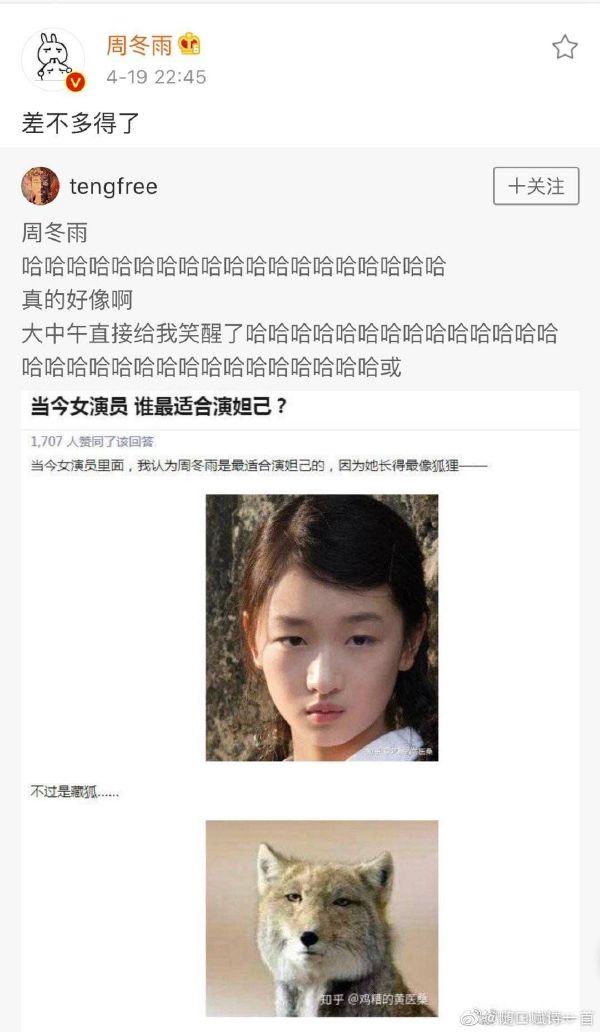 周冬雨
4-19 22:45
差不多得了
tengfree
十关注
周冬雨
哈哈哈哈哈哈哈哈哈哈哈哈哈哈哈哈哈哈哈
真的好像啊
大中午直接给我笑醒了哈哈哈哈哈哈哈哈哈哈哈哈哈哈
哈哈哈哈哈哈哈哈哈哈哈哈哈哈哈哈或
当今女演员 谁最适合演妲己？
1,707 人赞同了该回答
当今女演员里面，我认为周冬雨是最适合演妲己的，因为她长得最像狐狸——
知乎
不过是藏狐......
知乎 @鸡糟的黄医桑